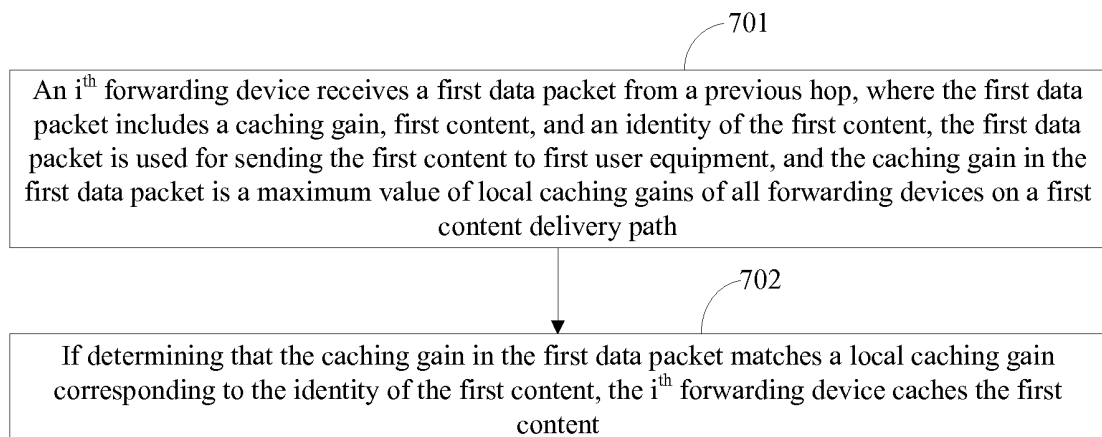 701
An i^th forwarding device receives a first data packet from a previous hop, where the first data
packet includes a caching gain, first content, and an identity of the first content, the first data
packet is used for sending the first content to first user equipment, and the caching gain in the
first data packet is a maximum value of local caching gains of all forwarding devices on a first
content delivery path
702
If determining that the caching gain in the first data packet matches a local caching gain
corresponding to the identity of the first content, the i^th forwarding device caches the first
content